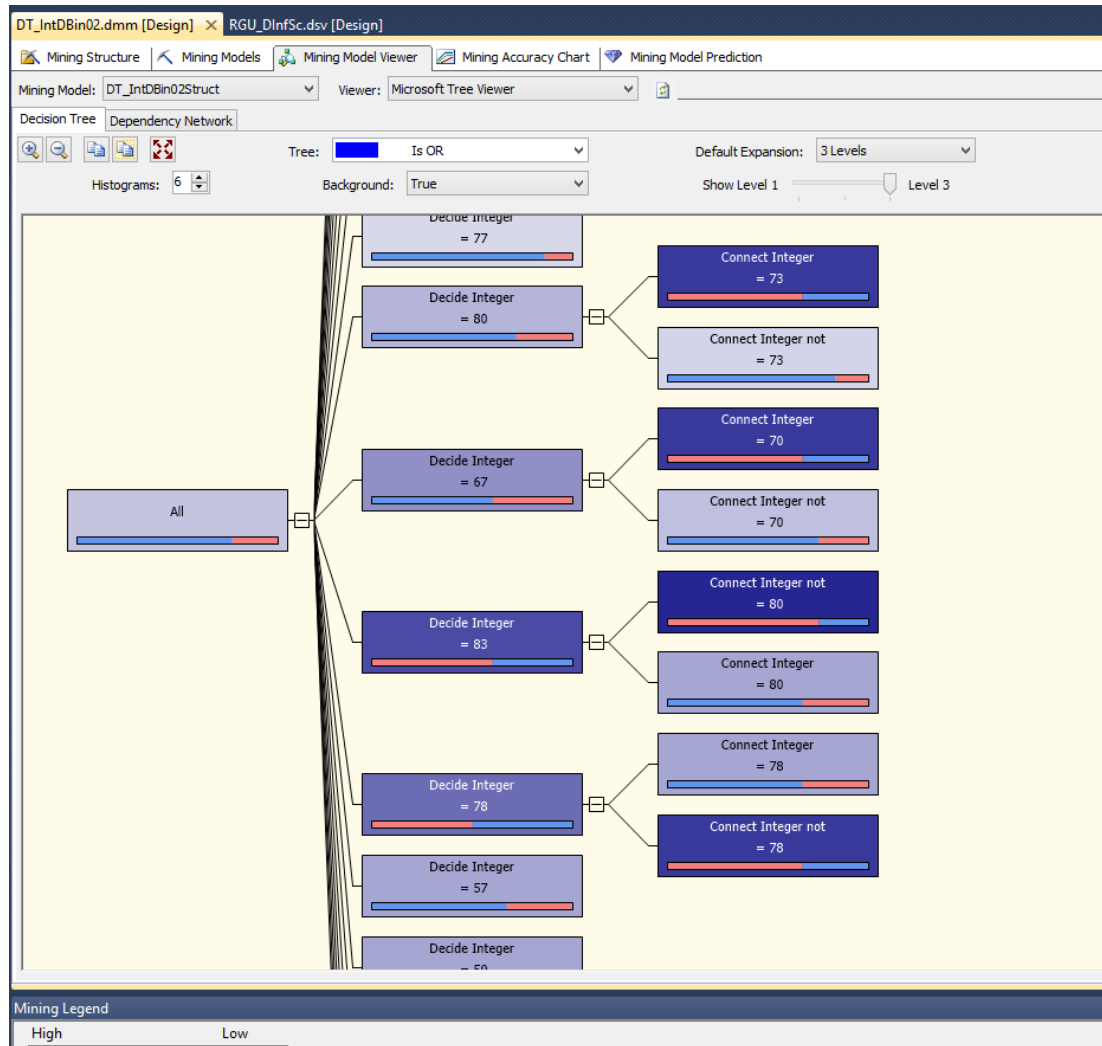 DT_IntDBin02.dmm [Design] RGU_DInfSc.dsv [Design]
Mining Structure Mining Models Mining Model Viewer Mining Accuracy Chart Mining Model Prediction
Mining Model: DT_IntDBin02Struct Viewer: Microsoft Tree Viewer
Decision Tree Dependency Network
Tree: Is OR Default Expansion: 3 Levels
Histograms: 6 Background: True Show Level 1 Level 3
Decide Integer
= 77
Connect Integer
= 73
Decide Integer
= 80
Connect Integer not
= 73
Connect Integer
= 70
Decide Integer
= 67
All
Connect Integer not
= 70
Connect Integer not
= 80
Decide Integer
= 83
Connect Integer
= 80
Connect Integer
= 78
Decide Integer
= 78
Connect Integer not
= 78
Decide Integer
= 57
Decide Integer
= 59
Mining Legend
High Low